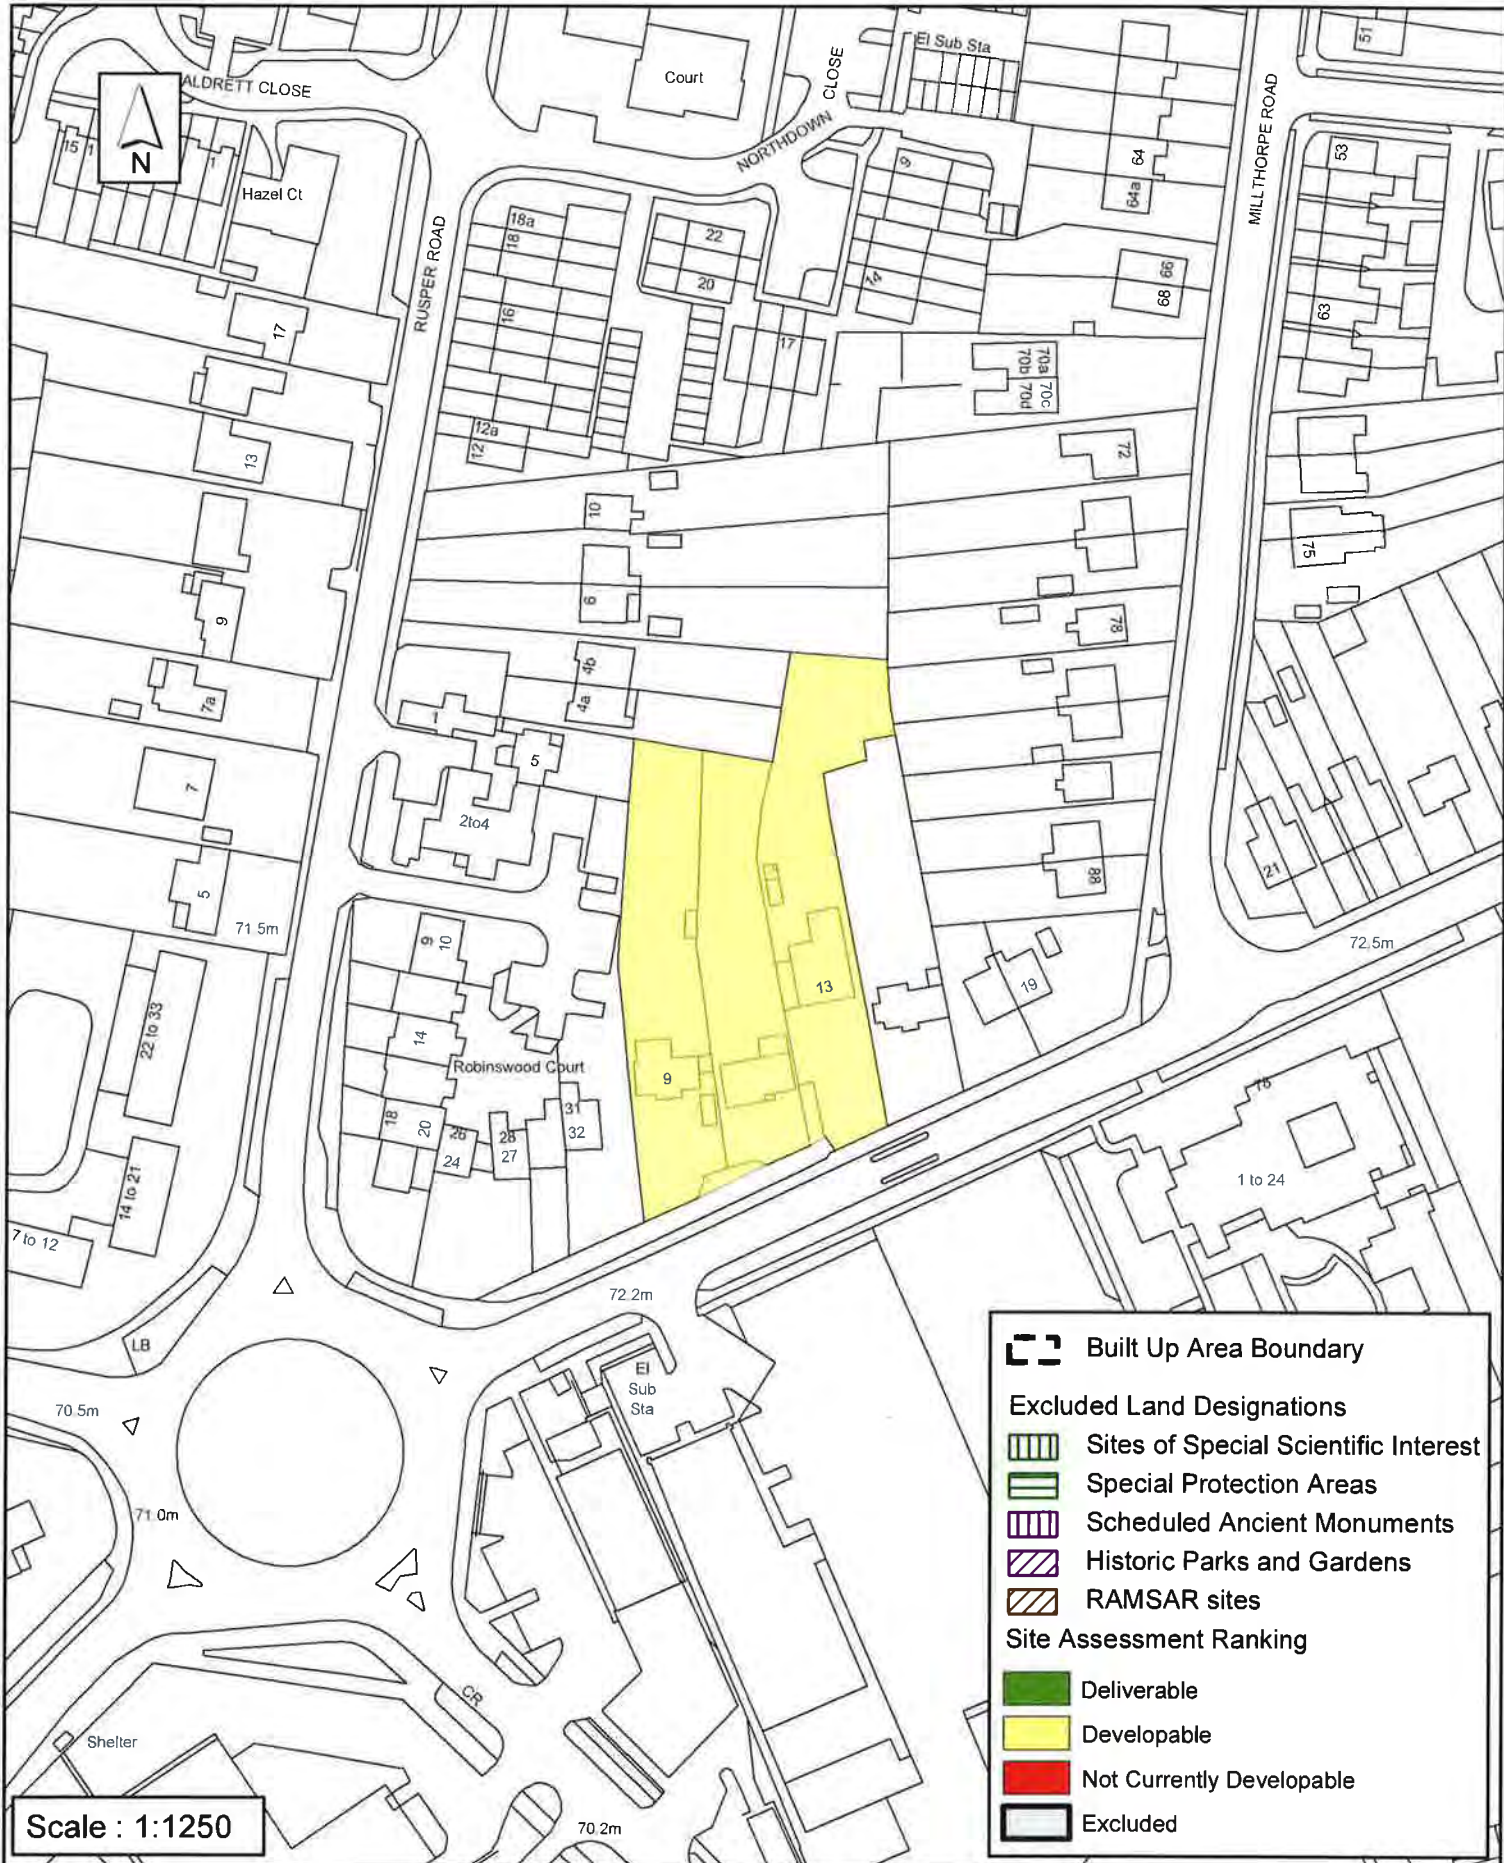 51
El Sub Sta
Court
CLOSE
ALDRETT CLOSE
MILLTHORPE ROAD
NORTHDOWN
15
1
1
N
53
64
9
64a
Hazel Ct
18a
18
22
RUSPER ROAD
66
68
20
74
16
63
17
17
70a
70b
70c
70d
12a
12
72
13
10
75
6
78
9
4b
4a
7a
1
5
7
2to4
88
21
5
71.5m
9
10
72.5m
13
19
22 to 33
14
Robinswood Court
9
78
31
32
18
20
26
24
28
27
14 to 21
1 to 24
7 to 12
72.2m
LB
El
Sub
Sta
70.5m
71.0m
CR
Shelter
70.2m
Scale : 1:1250
Built Up Area Boundary
Excluded Land Designations
Sites of Special Scientific Interest
Special Protection Areas
Scheduled Ancient Monuments
Historic Parks and Gardens
RAMSAR sites
Site Assessment Ranking
Deliverable
Developable
Not Currently Developable
Excluded